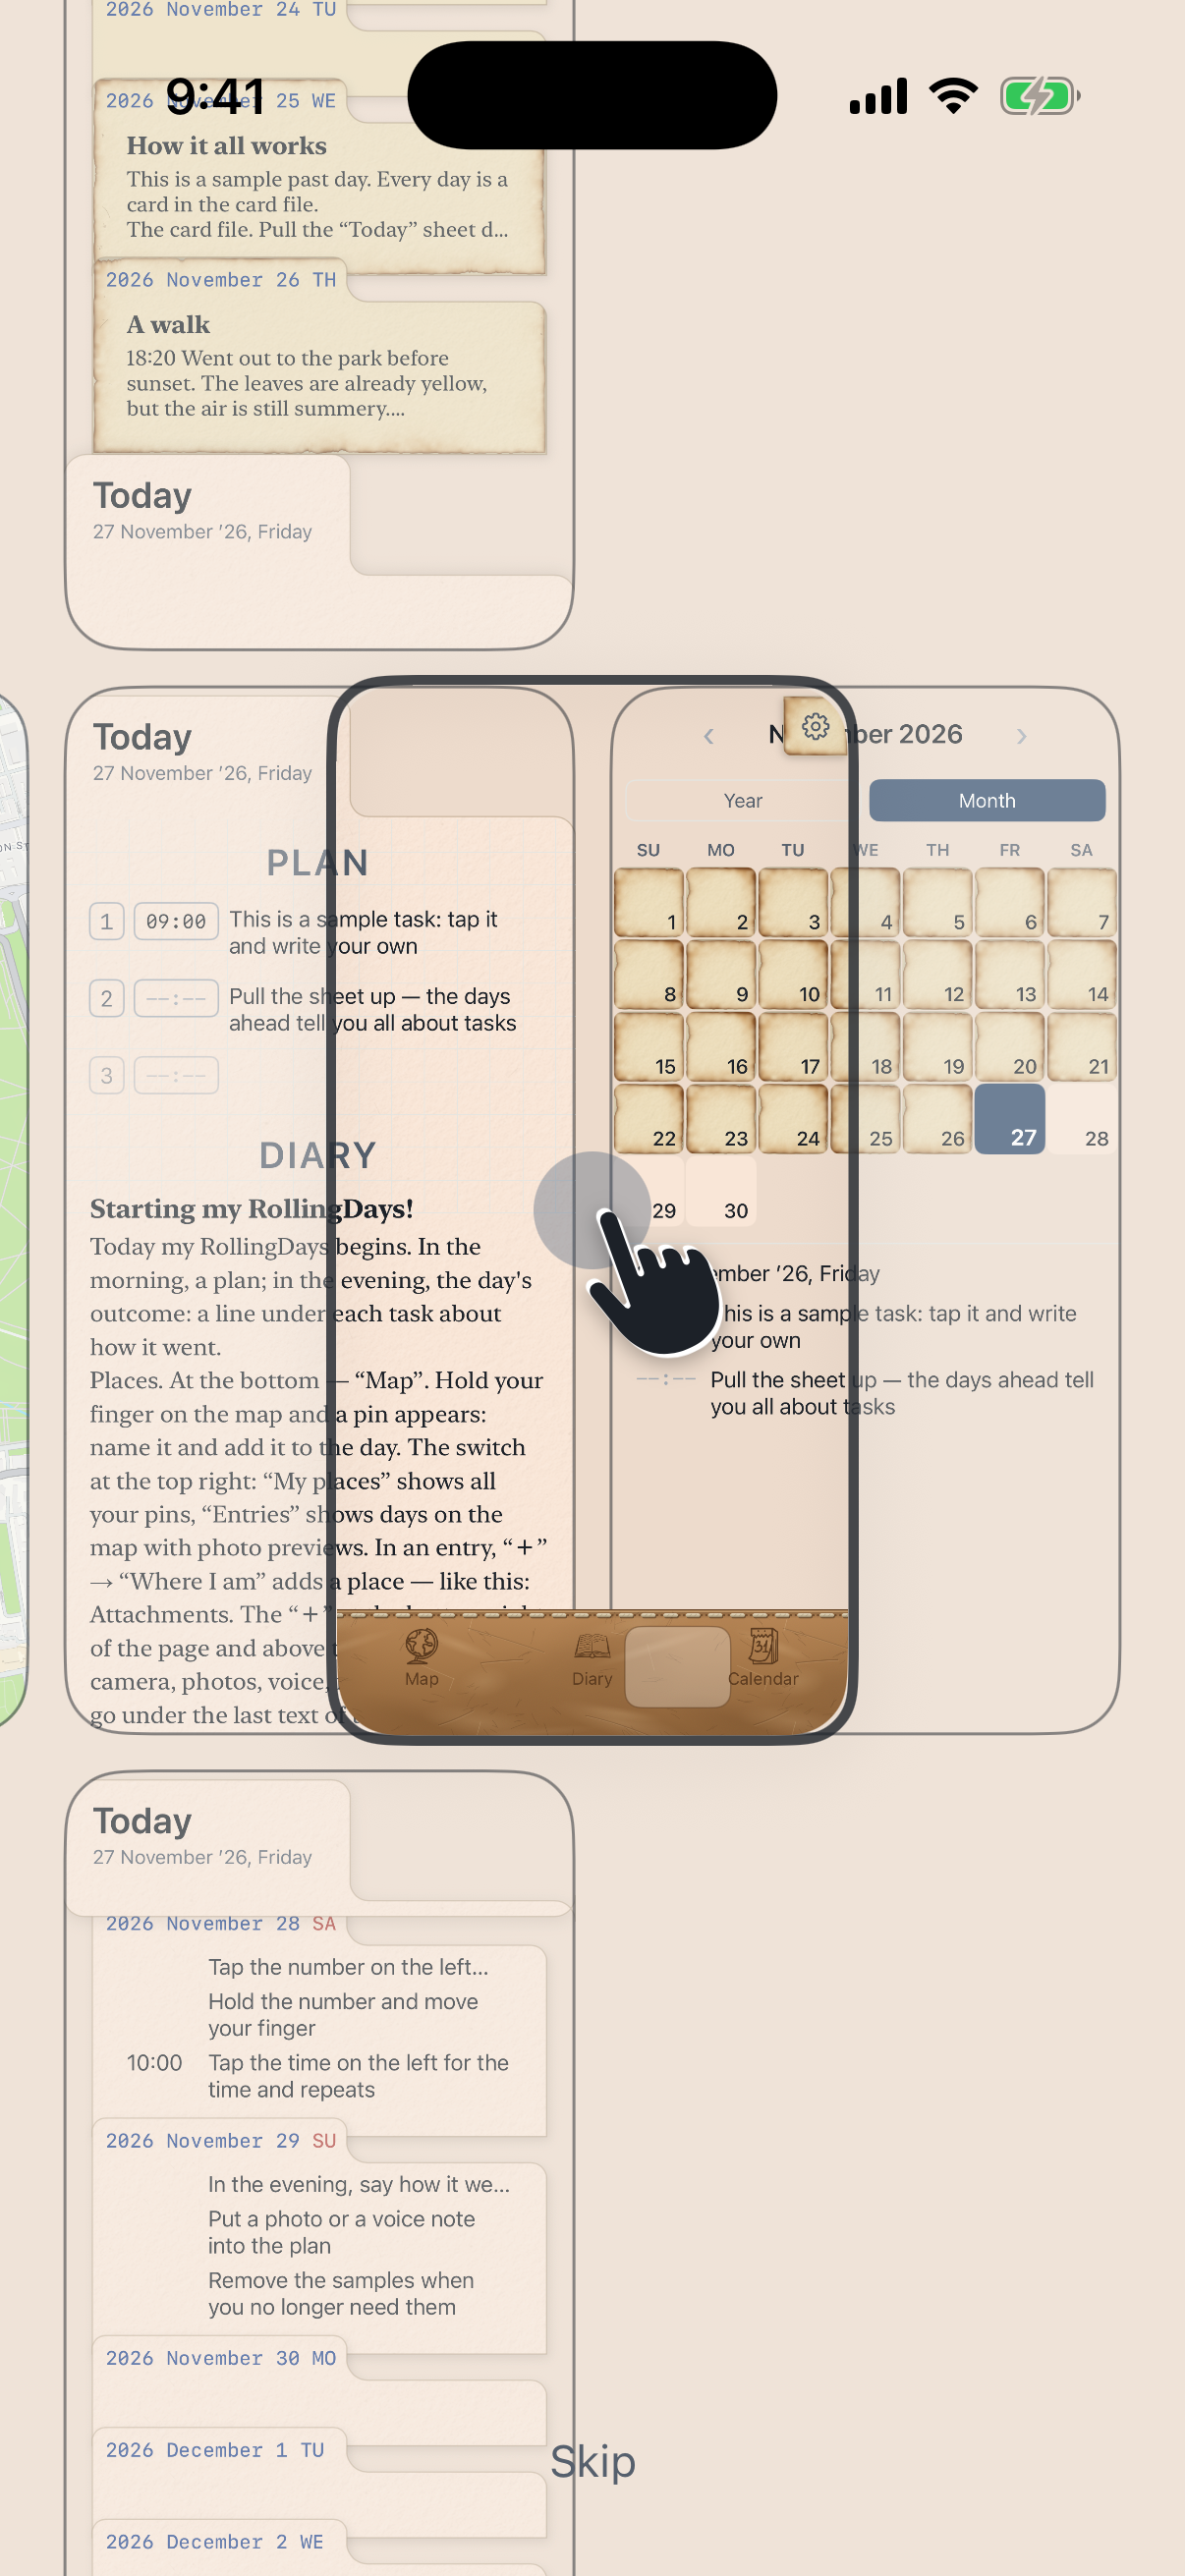 2026 November 24 TU
9:41
2026 November 25 WE
How it all works
This is a sample past day. Every day is a
card in the card file.
The card file. Pull the “Today” sheet d...
2026 November 26 TH
A walk
18:20 Went out to the park before
sunset. The leaves are already yellow,
but the air is still summery....
Today
27 November ’26, Friday
Today
27 November ’26, Friday
PLAN
1 09:00 This is a sample task: tap it
and write your own
2 --:-- Pull the sheet up — the days
ahead tell you all about tasks
3 --:--
DIARY
Starting my RollingDays!
Today my RollingDays begins. In the
morning, a plan; in the evening, the day's
outcome: a line under each task about
how it went.
Places. At the bottom — “Map”. Hold your
finger on the map and a pin appears:
name it and add it to the day. The switch
at the top right: “My places” shows all
your pins, “Entries” shows days on the
map with photo previews. In an entry, “+”
→ “Where I am” adds a place — like this:
Attachments. The “+”
of the page and above
camera, photos, voice,
go under the last text of
‹ 2026 ›
Year Month
SU MO TU WE TH FR SA
1 2 3 4 5 6 7
8 9 10 11 12 13 14
15 16 17 18 19 20 21
22 23 24 25 26 27 28
29 30
’26, Friday
This is a sample task: tap it and write
your own
--:-- Pull the sheet up — the days ahead tell
you all about tasks
Map Diary 31 Calendar
Today
27 November ’26, Friday
2026 November 28 SA
Tap the number on the left...
Hold the number and move
your finger
10:00 Tap the time on the left for the
time and repeats
2026 November 29 SU
In the evening, say how it we...
Put a photo or a voice note
into the plan
Remove the samples when
you no longer need them
2026 November 30 MO
2026 December 1 TU
Skip
2026 December 2 WE